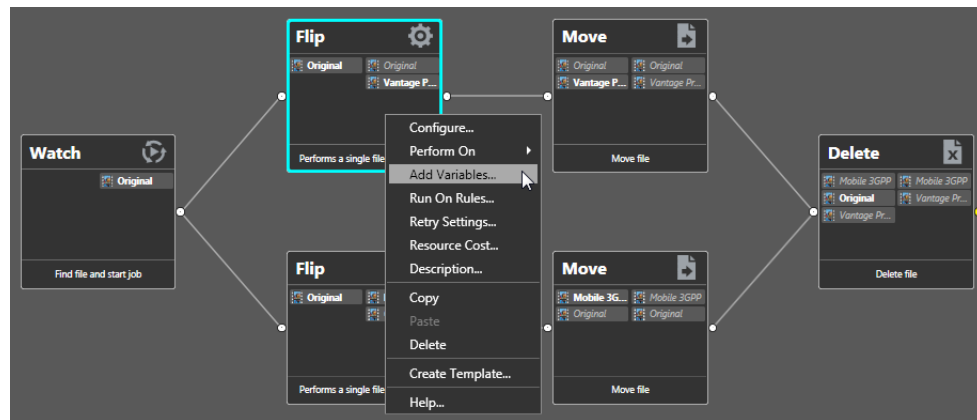 Flip
Original
Original
Vantage P...
Performs a single file
Move
Original
Original
Vantage P...
Vantage Pr...
Move file
Watch
Original
Find file and start job
Configure...
Perform On
Add Variables...
Run On Rules...
Retry Settings...
Resource Cost...
Description...
Copy
Paste
Delete
Create Template...
Help...
Delete
Mobile 3GPP
Mobile 3GPP
Original
Vantage Pr...
Vantage Pr...
Delete file
Flip
Original
Performs a single file
Move
Mobile 3G...
Mobile 3GPP
Original
Original
Move file